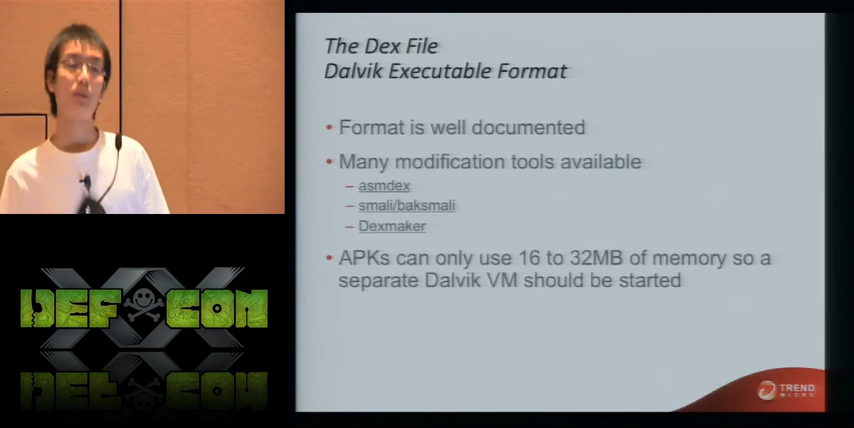 The Dex File
Dalvik Executable Format
• Format is well documented
• Many modification tools available
– asmdex
– smali/baksmali
– Dexmaker
• APKs can only use 16 to 32MB of memory so a
separate Dalvik VM should be started
TREND
MICRO
XX
DEF CON